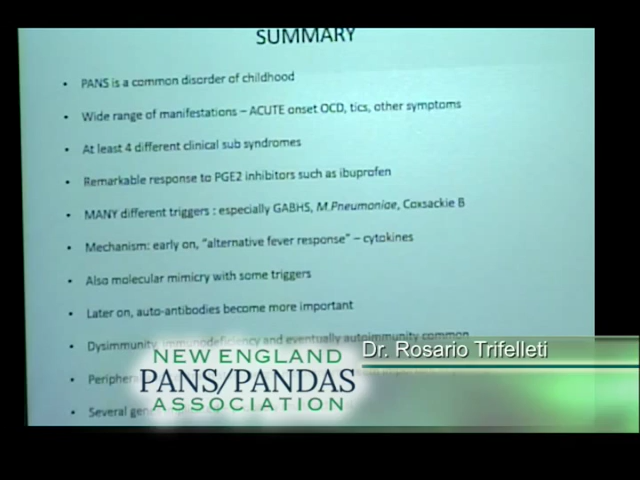 SUMMARY
• PANS is a common disorder of childhood
• Wide range of manifestations – ACUTE onset OCD, tics, other symptoms
• At least 4 different clinical sub syndromes
• Remarkable response to PGE2 inhibitors such as ibuprofen
• MANY different triggers : especially GABHS, M.Pneumoniae, Coxsackie B
• Mechanism: early on, "alternative fever response" – cytokines
• Also molecular mimicry with some triggers
• Later on, auto-antibodies become more important
• Dysimmunity, immunodeficiency and eventually autoimmunity common
•
• Several
Dr. Rosario Trifelleti
NEW ENGLAND
PANS/PANDAS
ASSOCIATION